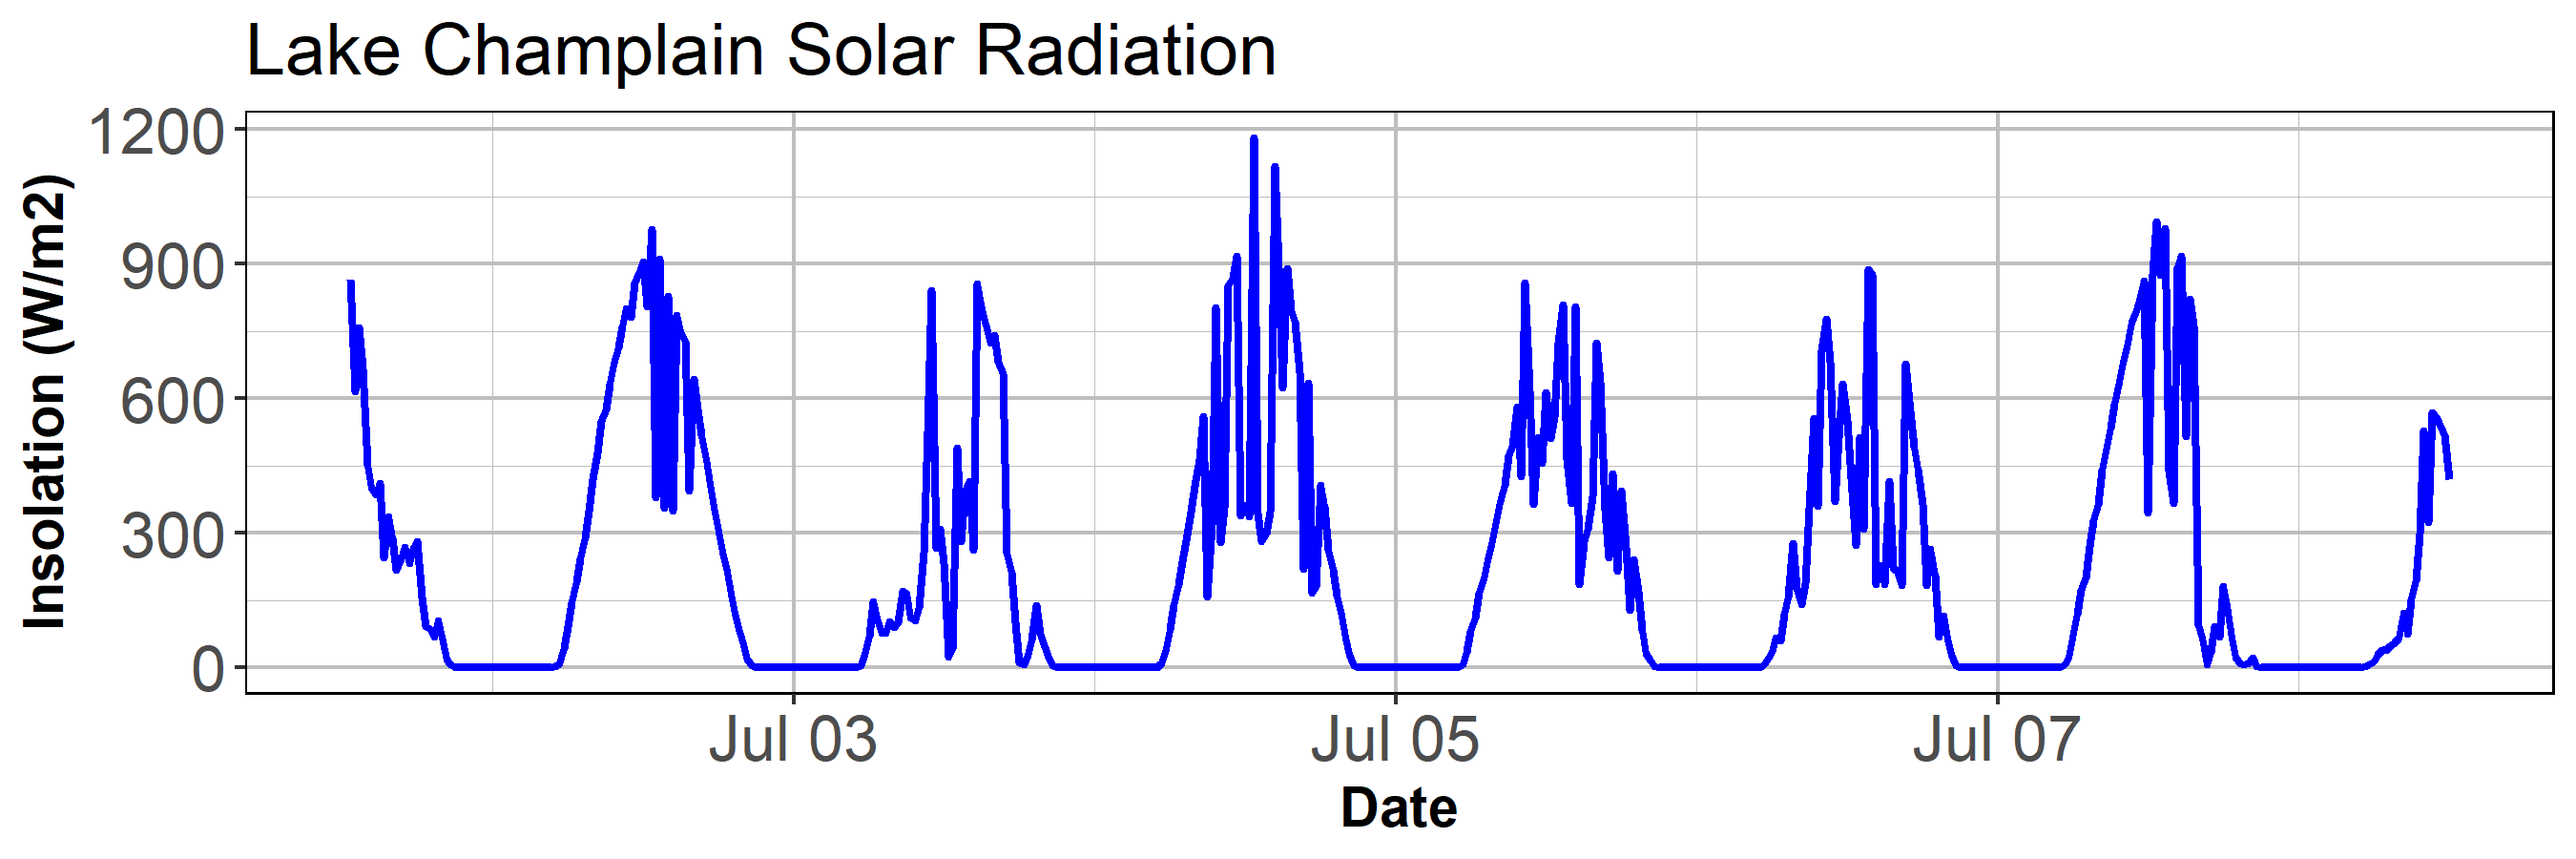 Lake Champlain Solar Radiation
1200
900
600
300
0
Insolation (W/m2)
Jul 03 Jul 05 Jul 07
Date